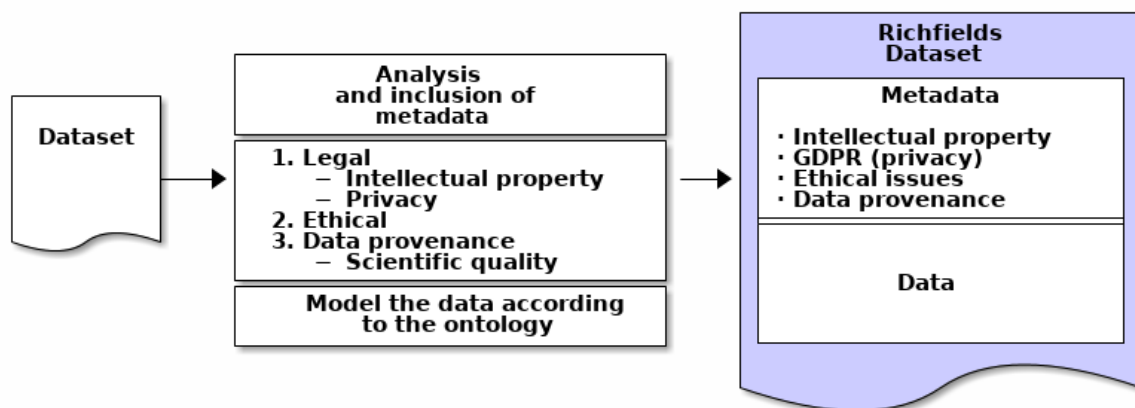 Dataset
Analysis
and inclusion of
metadata
1. Legal
– Intellectual property
– Privacy
2. Ethical
3. Data provenance
– Scientific quality
Model the data according
to the ontology
Richfields
Dataset
Metadata
· Intellectual property
· GDPR (privacy)
· Ethical issues
· Data provenance
Data